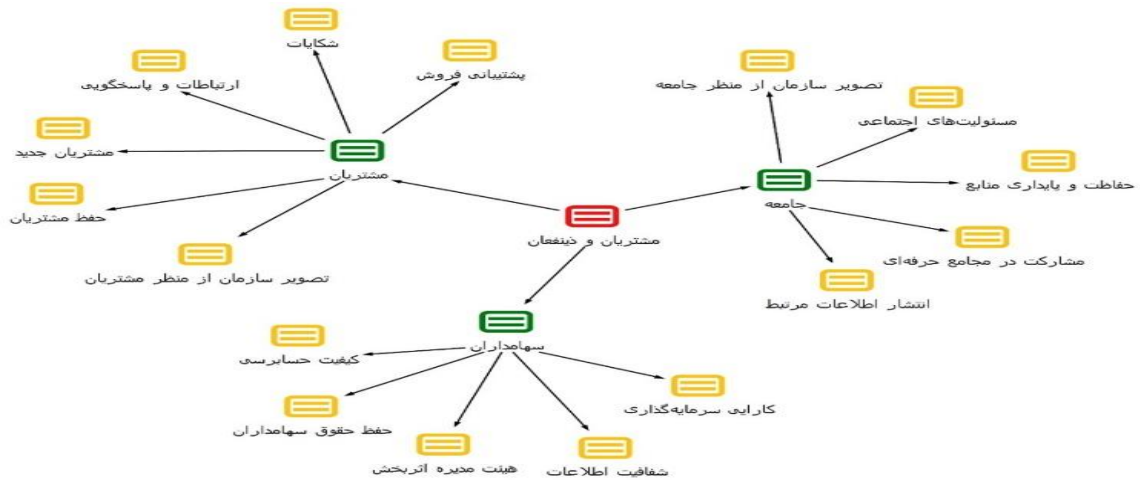 شکایات
پشتیبانی فروش
ارتباطات و پاسخگویی
مشتریان جدید
مشتریان
حفظ مشتریان
تصویر سازمان از منظر مشتریان
تصویر سازمان از منظر جامعه
مسئولیت‌های اجتماعی
حفاظت و پایداری منابع
جامعه
مشارکت در مجامع حرفه‌ای
انتشار اطلاعات مرتبط
مشتریان و ذینفعان
سهامداران
کیفیت حسابرسی
حفظ حقوق سهامداران
هیئت مدیره اثربخش
شفافیت اطلاعات
کارایی سرمایه‌گذاری